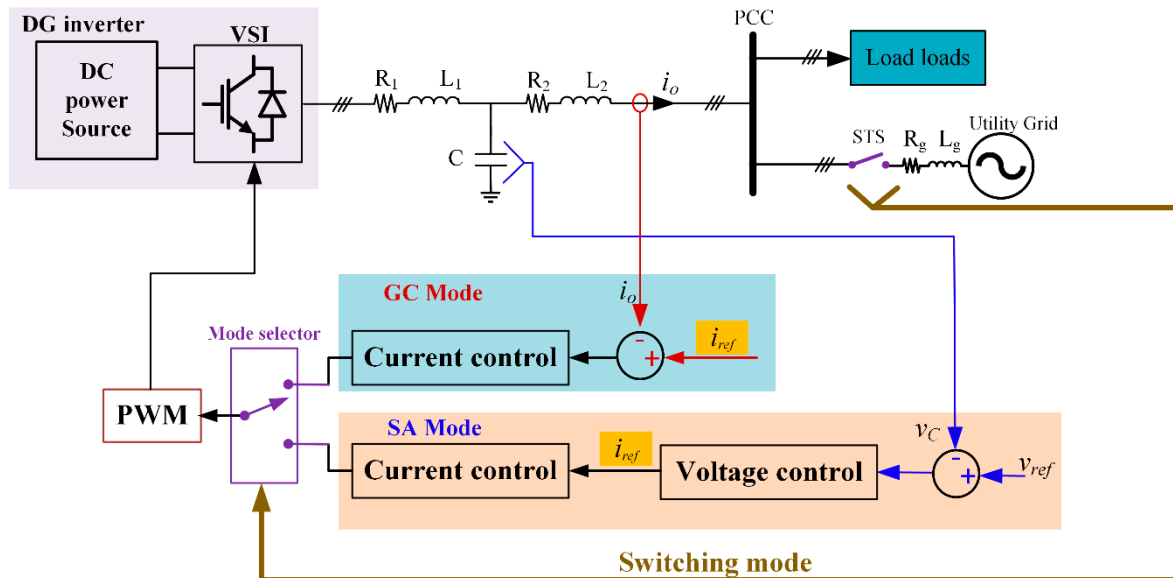 DG inverter
VSI
DC
power
Source
R1
L1
R2
L2
io
PCC
Load loads
C
STS
Rg
Lg
Utility Grid
GC Mode
io
-
+
iref
Current control
Mode selector
PWM
SA Mode
Current control
iref
Voltage control
vC
-
+
vref
Switching mode